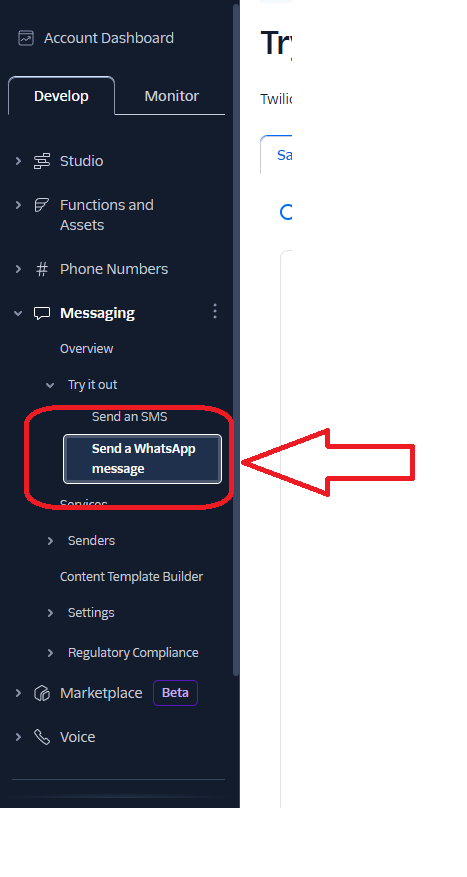 Account Dashboard
Try
Develop
Monitor
Twilio
Sa
Studio
Functions and
Assets
Phone Numbers
Messaging
Overview
Try it out
Send an SMS
Send a WhatsApp
message
Services
Senders
Content Template Builder
Settings
Regulatory Compliance
Marketplace
Beta
Voice